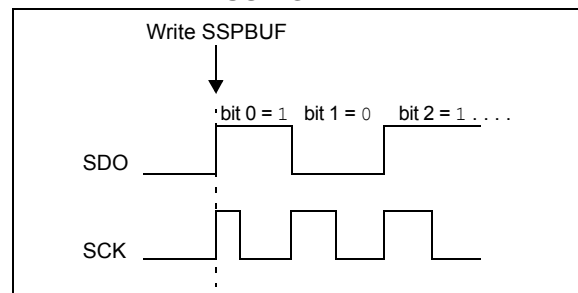 Write SSPBUF
bit 0 = 1 bit 1 = 0 bit 2 = 1 . . . .
SDO
SCK